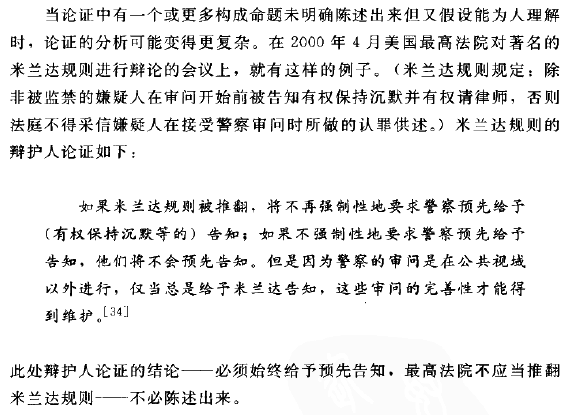 当论证中有一个或更多构成命题未明确陈述出来但又假设能为人理解
时，论证的分析可能变得更复杂。在 2000 年 4 月美国最高法院对著名的
米兰达规则进行辩论的会议上，就有这样的例子。（米兰达规则规定：除
非被监禁的嫌疑人在审问开始前被告知有权保持沉默并有权请律师，否则
法庭不得采信嫌疑人在接受警察审问时所做的认罪供述。）米兰达规则的
辩护人论证如下：
如果米兰达规则被推翻，将不再强制性地要求警察预先给予
（有权保持沉默等的）告知；如果不强制性地要求警察预先给予
告知，他们将不会预先告知。但是因为警察的审问是在公共视域
以外进行，仅当总是给予米兰达告知，这些审问的完善性才能得
到维护。[34]
此处辩护人论证的结论——必须始终给予预先告知，最高法院不应当推翻
米兰达规则——不必陈述出来。